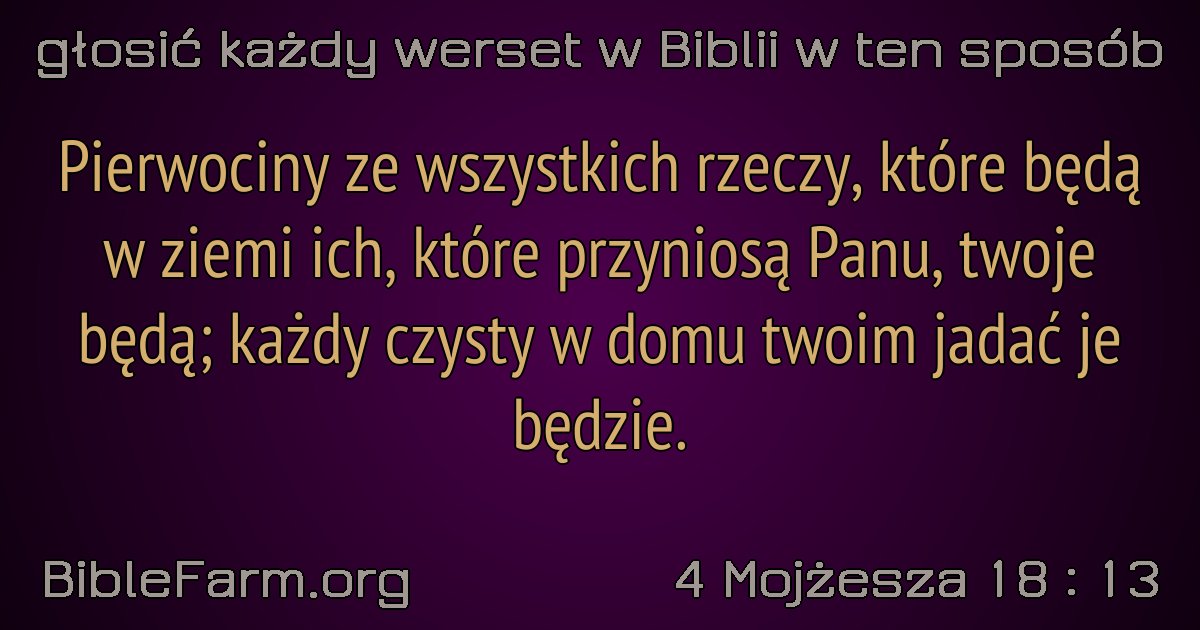 głosić każdy werset w Biblii w ten sposób
Pierwociny ze wszystkich rzeczy, które będą
w ziemi ich, które przyniosą Panu, twoje
będą; każdy czysty w domu twoim jadać je
będzie.
BibleFarm.org
4 Mojżesza 18 : 13